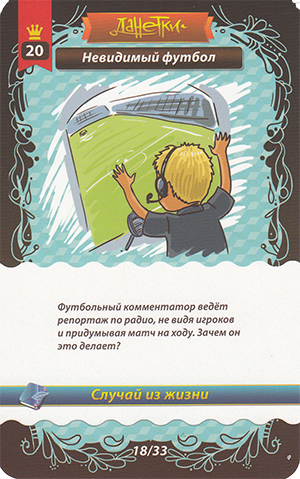 Данетки
20
Невидимый футбол
Футбольный комментатор ведёт
репортаж по радио, не видя игроков
и придумывая матч на ходу. Зачем он
это делает?
Случай из жизни
18/33